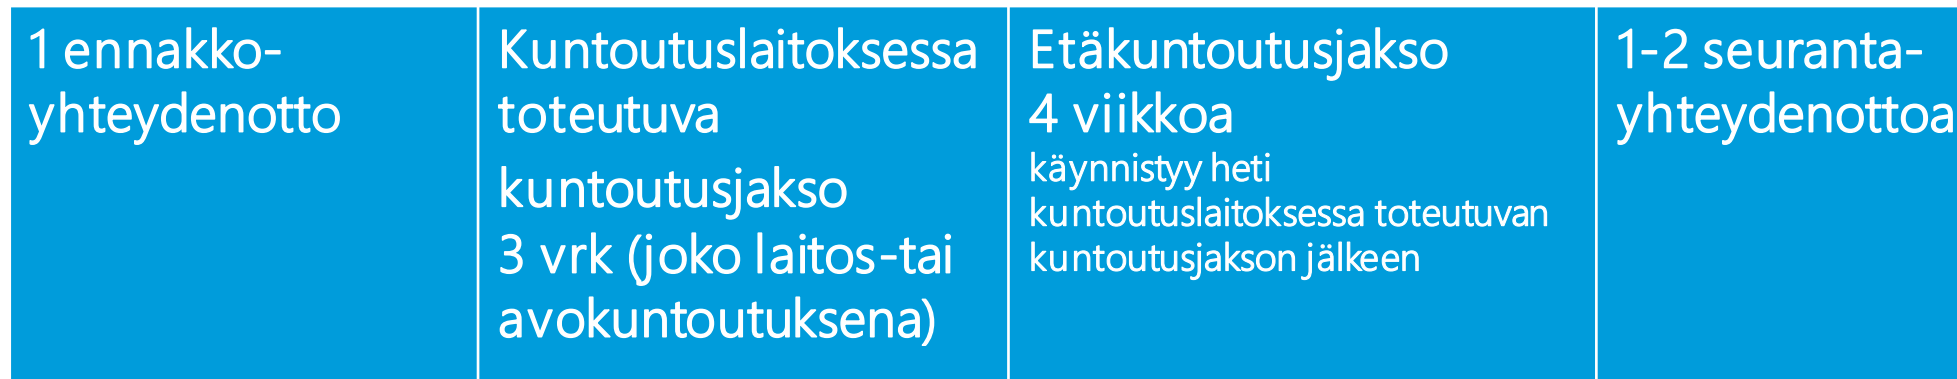 1 ennakko-
yhteydenotto
Kuntoutuslaitoksessa
toteutuva
kuntoutusjakso
3 vrk (joko laitos-tai
avokuntoutuksena)
Etäkuntoutusjakso
4 viikkoa
käynnistyy heti
kuntoutuslaitoksessa toteutuvan
kuntoutusjakson jälkeen
1-2 seuranta-
yhteydenottoa